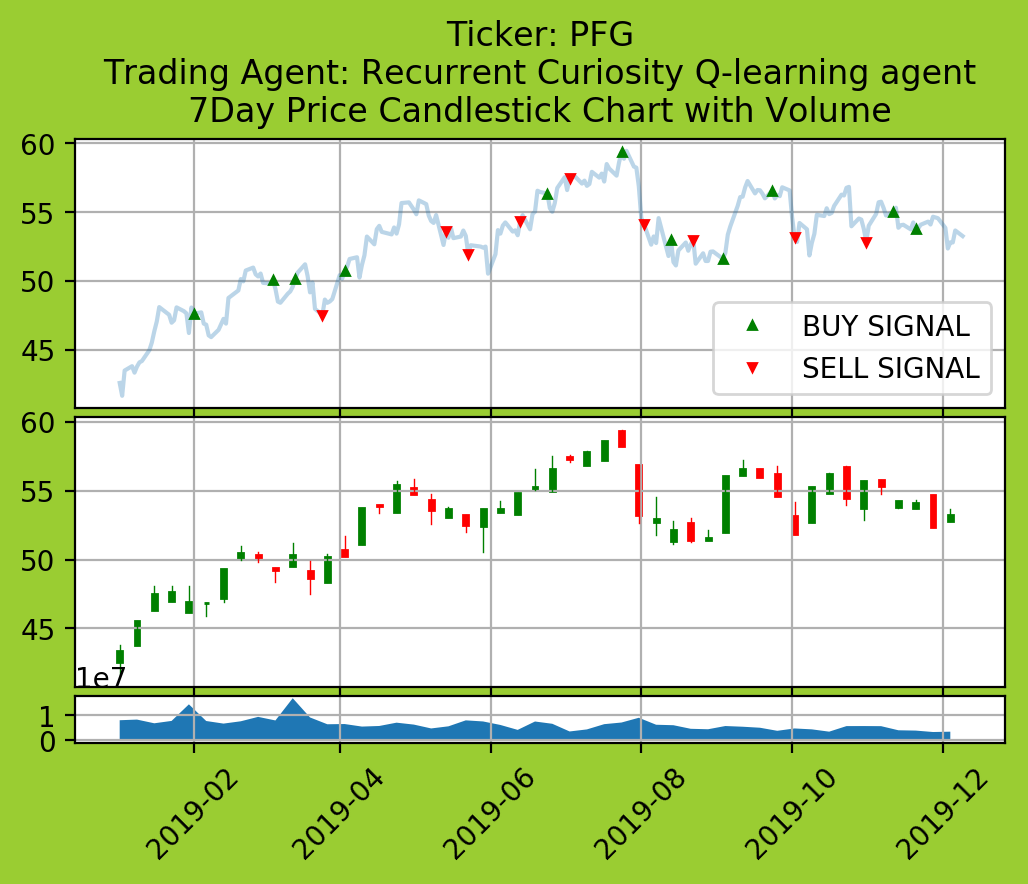 Ticker: PFG
Trading Agent: Recurrent Curiosity Q-learning agent
7Day Price Candlestick Chart with Volume
60
55
50
45
BUY SIGNAL
SELL SIGNAL
60
55
50
45
1e7
1
0
2019-02
2019-04
2019-06
2019-08
2019-10
2019-12